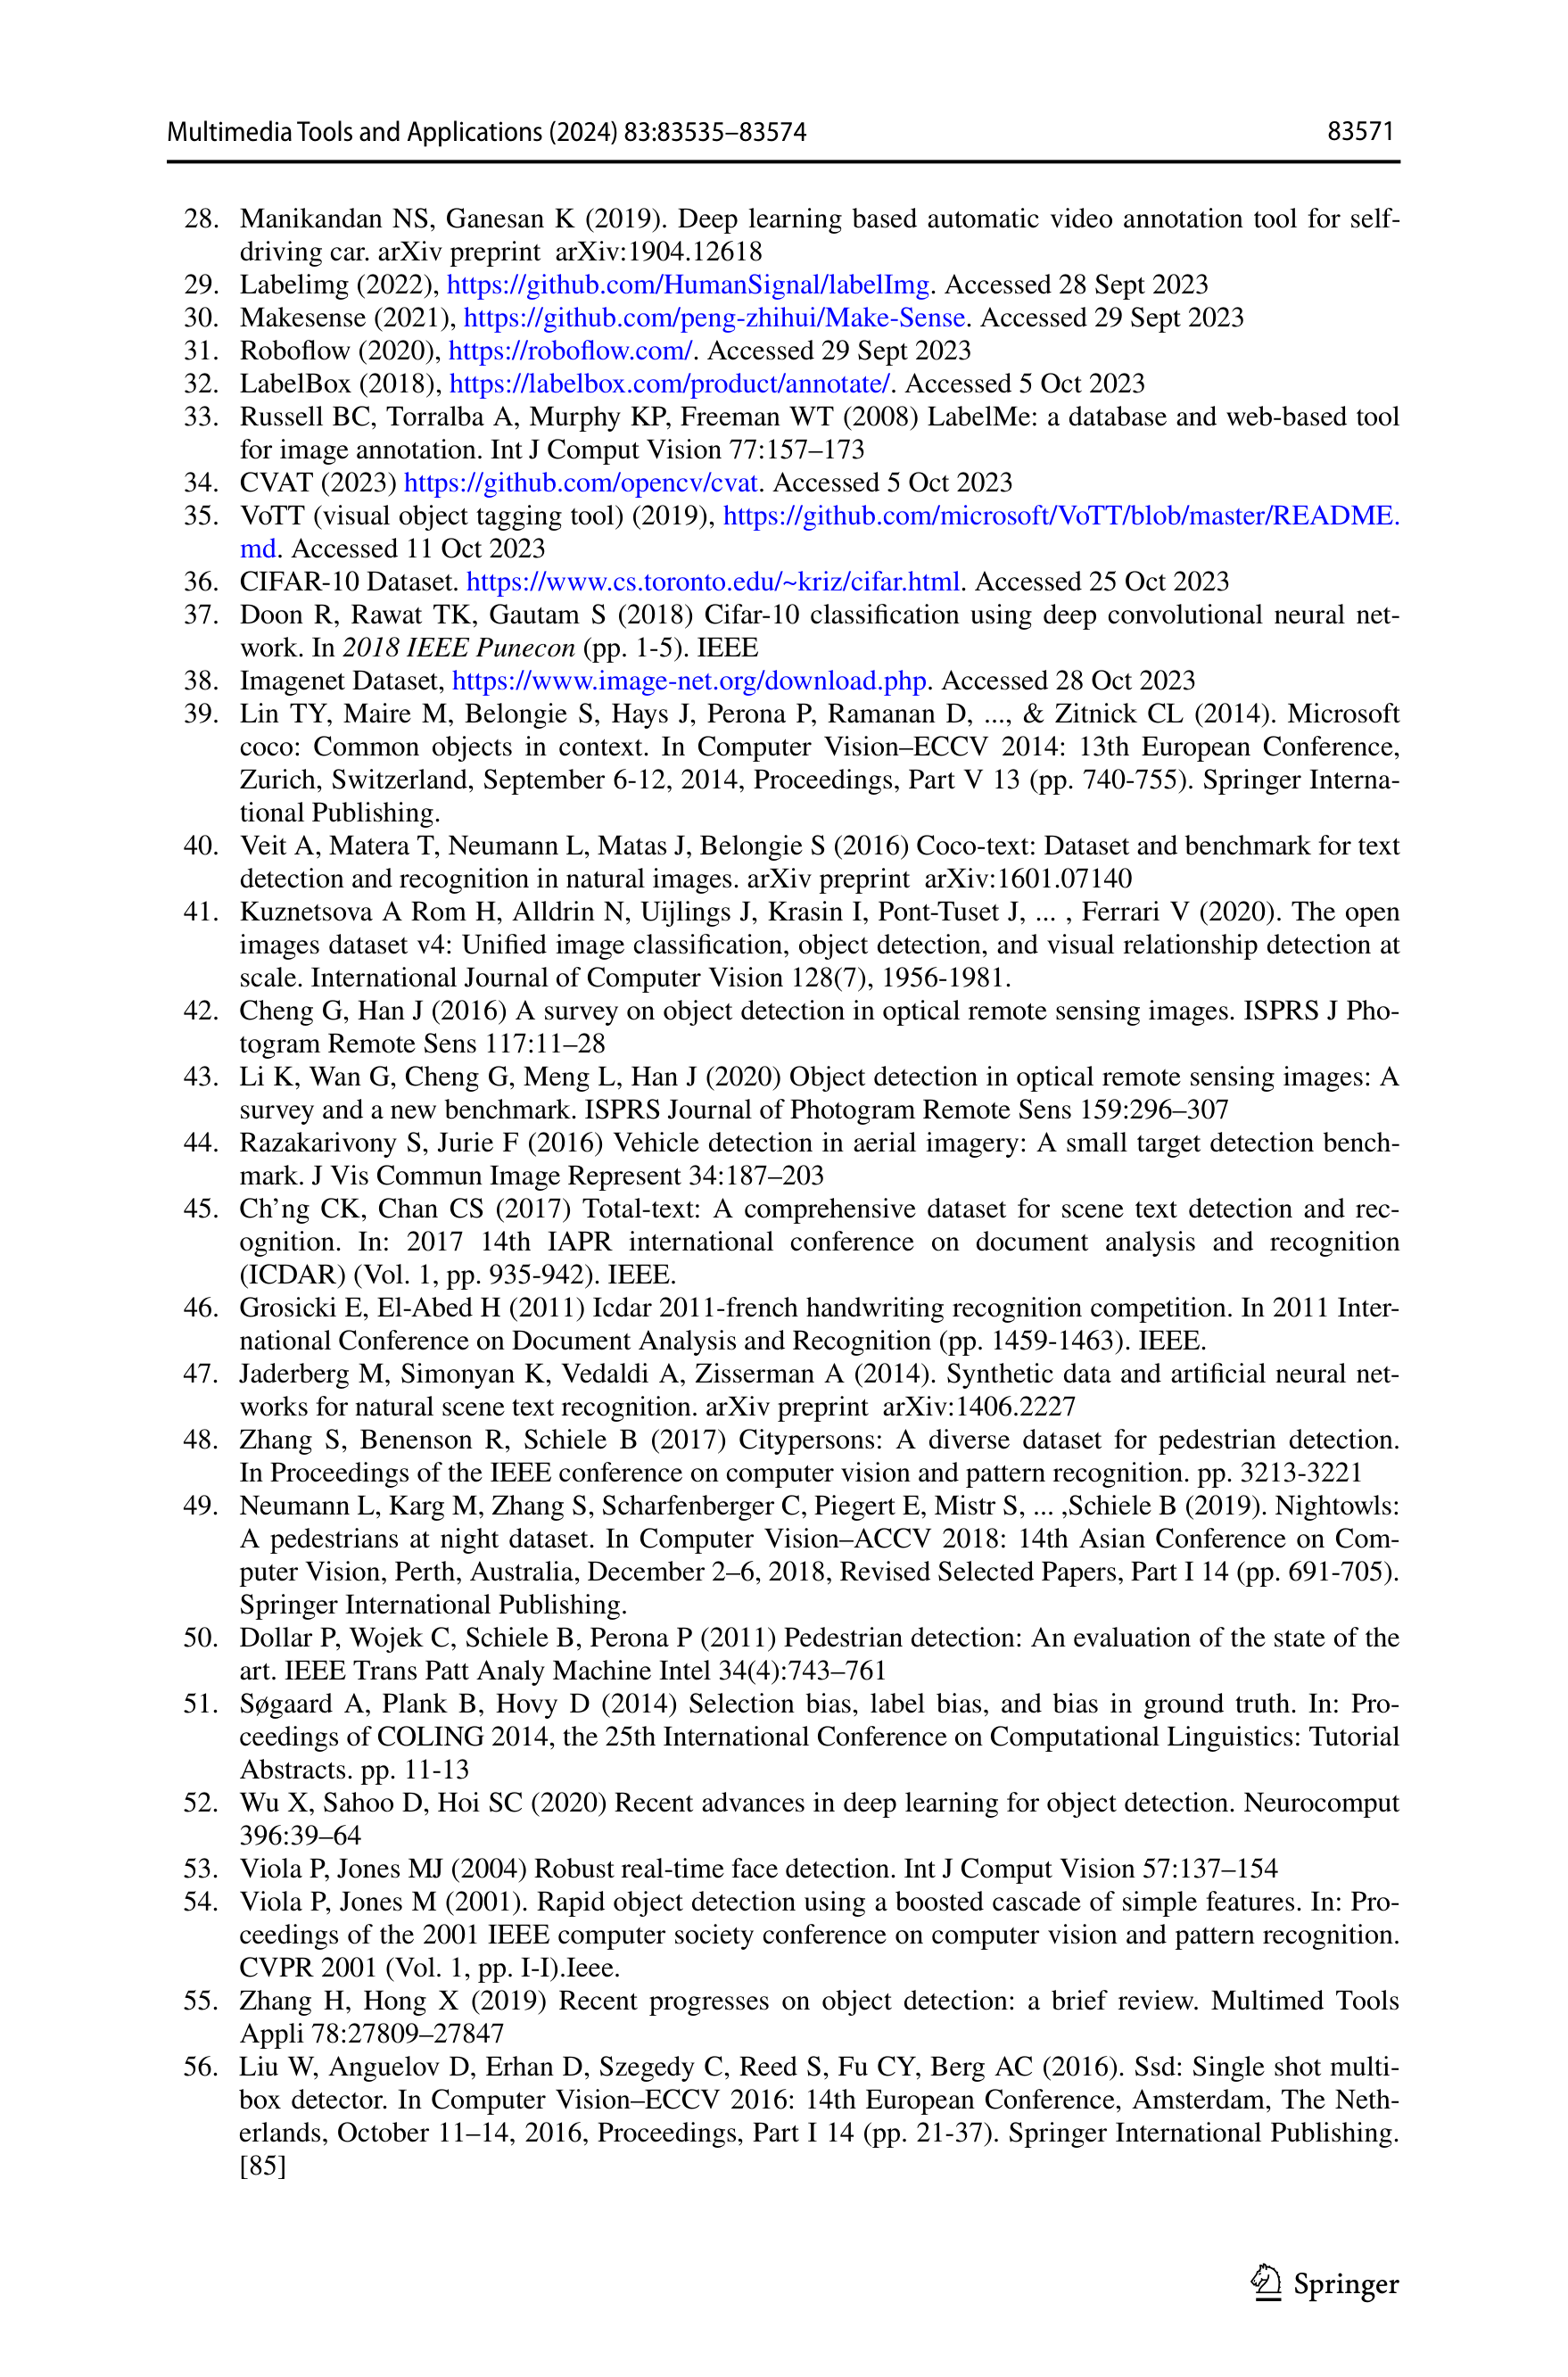 Multimedia Tools and Applications (2024) 83:83535–83574 83571
28. Manikandan NS, Ganesan K (2019). Deep learning based automatic video annotation tool for self-
driving car. arXiv preprint arXiv:1904.12618
29. Labelimg (2022), https://github.com/HumanSignal/labelImg. Accessed 28 Sept 2023
30. Makesense (2021), https://github.com/peng-zhihui/Make-Sense. Accessed 29 Sept 2023
31. Roboflow (2020), https://roboflow.com/. Accessed 29 Sept 2023
32. LabelBox (2018), https://labelbox.com/product/annotate/. Accessed 5 Oct 2023
33. Russell BC, Torralba A, Murphy KP, Freeman WT (2008) LabelMe: a database and web-based tool
for image annotation. Int J Comput Vision 77:157–173
34. CVAT (2023) https://github.com/opencv/cvat. Accessed 5 Oct 2023
35. VoTT (visual object tagging tool) (2019), https://github.com/microsoft/VoTT/blob/master/README.
md. Accessed 11 Oct 2023
36. CIFAR-10 Dataset. https://www.cs.toronto.edu/~kriz/cifar.html. Accessed 25 Oct 2023
37. Doon R, Rawat TK, Gautam S (2018) Cifar-10 classification using deep convolutional neural net-
work. In 2018 IEEE Punecon (pp. 1-5). IEEE
38. Imagenet Dataset, https://www.image-net.org/download.php. Accessed 28 Oct 2023
39. Lin TY, Maire M, Belongie S, Hays J, Perona P, Ramanan D, ..., & Zitnick CL (2014). Microsoft
coco: Common objects in context. In Computer Vision–ECCV 2014: 13th European Conference,
Zurich, Switzerland, September 6-12, 2014, Proceedings, Part V 13 (pp. 740-755). Springer Interna-
tional Publishing.
40. Veit A, Matera T, Neumann L, Matas J, Belongie S (2016) Coco-text: Dataset and benchmark for text
detection and recognition in natural images. arXiv preprint arXiv:1601.07140
41. Kuznetsova A Rom H, Alldrin N, Uijlings J, Krasin I, Pont-Tuset J, ... , Ferrari V (2020). The open
images dataset v4: Unified image classification, object detection, and visual relationship detection at
scale. International Journal of Computer Vision 128(7), 1956-1981.
42. Cheng G, Han J (2016) A survey on object detection in optical remote sensing images. ISPRS J Pho-
togram Remote Sens 117:11–28
43. Li K, Wan G, Cheng G, Meng L, Han J (2020) Object detection in optical remote sensing images: A
survey and a new benchmark. ISPRS Journal of Photogram Remote Sens 159:296–307
44. Razakarivony S, Jurie F (2016) Vehicle detection in aerial imagery: A small target detection bench-
mark. J Vis Commun Image Represent 34:187–203
45. Ch’ng CK, Chan CS (2017) Total-text: A comprehensive dataset for scene text detection and rec-
ognition. In: 2017 14th IAPR international conference on document analysis and recognition
(ICDAR) (Vol. 1, pp. 935-942). IEEE.
46. Grosicki E, El-Abed H (2011) Icdar 2011-french handwriting recognition competition. In 2011 Inter-
national Conference on Document Analysis and Recognition (pp. 1459-1463). IEEE.
47. Jaderberg M, Simonyan K, Vedaldi A, Zisserman A (2014). Synthetic data and artificial neural net-
works for natural scene text recognition. arXiv preprint arXiv:1406.2227
48. Zhang S, Benenson R, Schiele B (2017) Citypersons: A diverse dataset for pedestrian detection.
In Proceedings of the IEEE conference on computer vision and pattern recognition. pp. 3213-3221
49. Neumann L, Karg M, Zhang S, Scharfenberger C, Piegert E, Mistr S, ... ,Schiele B (2019). Nightowls:
A pedestrians at night dataset. In Computer Vision–ACCV 2018: 14th Asian Conference on Com-
puter Vision, Perth, Australia, December 2–6, 2018, Revised Selected Papers, Part I 14 (pp. 691-705).
Springer International Publishing.
50. Dollar P, Wojek C, Schiele B, Perona P (2011) Pedestrian detection: An evaluation of the state of the
art. IEEE Trans Patt Analy Machine Intel 34(4):743–761
51. Søgaard A, Plank B, Hovy D (2014) Selection bias, label bias, and bias in ground truth. In: Pro-
ceedings of COLING 2014, the 25th International Conference on Computational Linguistics: Tutorial
Abstracts. pp. 11-13
52. Wu X, Sahoo D, Hoi SC (2020) Recent advances in deep learning for object detection. Neurocomput
396:39–64
53. Viola P, Jones MJ (2004) Robust real-time face detection. Int J Comput Vision 57:137–154
54. Viola P, Jones M (2001). Rapid object detection using a boosted cascade of simple features. In: Pro-
ceedings of the 2001 IEEE computer society conference on computer vision and pattern recognition.
CVPR 2001 (Vol. 1, pp. I-I).Ieee.
55. Zhang H, Hong X (2019) Recent progresses on object detection: a brief review. Multimed Tools
Appli 78:27809–27847
56. Liu W, Anguelov D, Erhan D, Szegedy C, Reed S, Fu CY, Berg AC (2016). Ssd: Single shot multi-
box detector. In Computer Vision–ECCV 2016: 14th European Conference, Amsterdam, The Neth-
erlands, October 11–14, 2016, Proceedings, Part I 14 (pp. 21-37). Springer International Publishing.
[85]
Springer